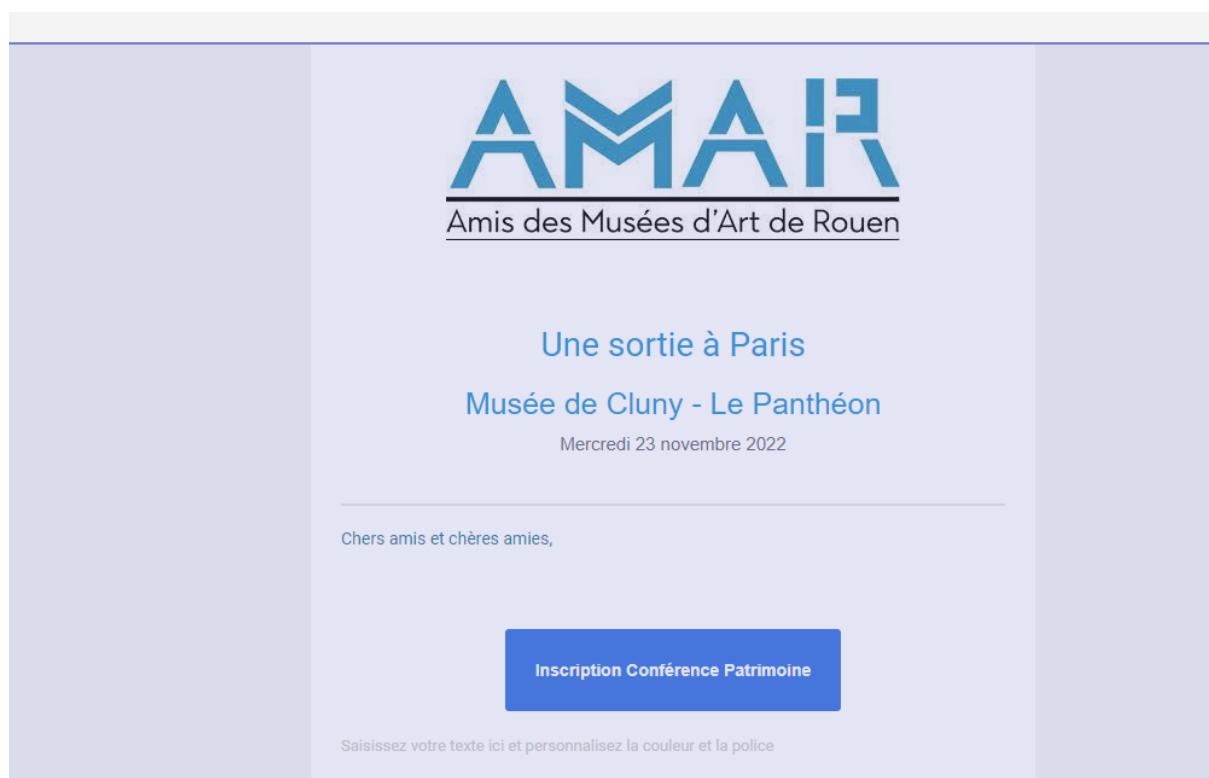 AMAR
Amis des Musées d'Art de Rouen
Une sortie à Paris
Musée de Cluny - Le Panthéon
Mercredi 23 novembre 2022
Chers amis et chères amies,
Inscription Conférence Patrimoine
Saisissez votre texte ici et personnalisez la couleur et la police